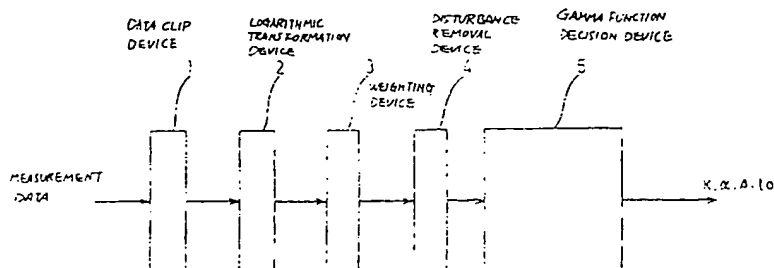 DATA CLIP
DEVICE
LOGARITHMIC
TRANSFORMATION
DEVICE
DISTURBANCE
REMOVAL
DEVICE
GAMMA FUNCTION
DECISION DEVICE
1
2
3
WEIGHTING
DEVICE
4
5
MEASUREMENT
DATA
K.α.A.to